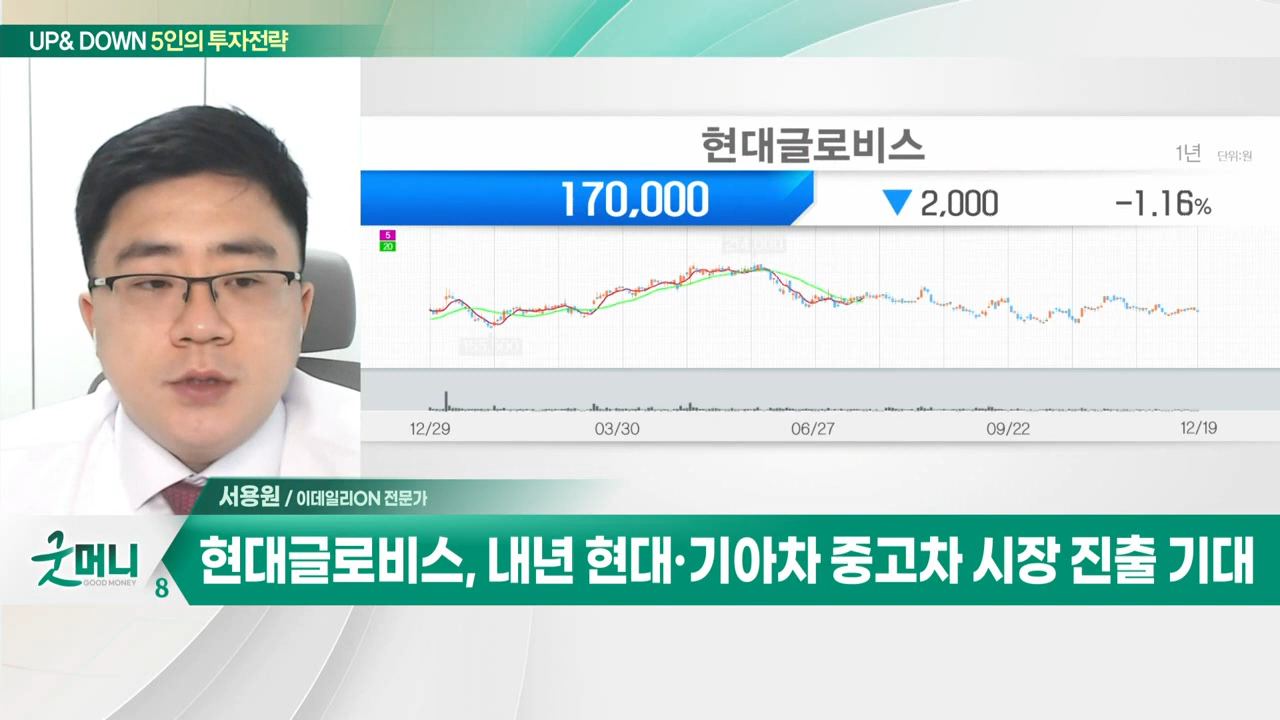 UP& DOWN 5인의 투자전략
현대글로비스
1년 단위:원
170,000 ▼ 2,000 -1.16%
5
20
214,000
12/29 03/30 06/27 09/22 12/19
서용원 / 이데일리ON 전문가
굿머니
GOOD MONEY
8
현대글로비스, 내년 현대·기아차 중고차 시장 진출 기대